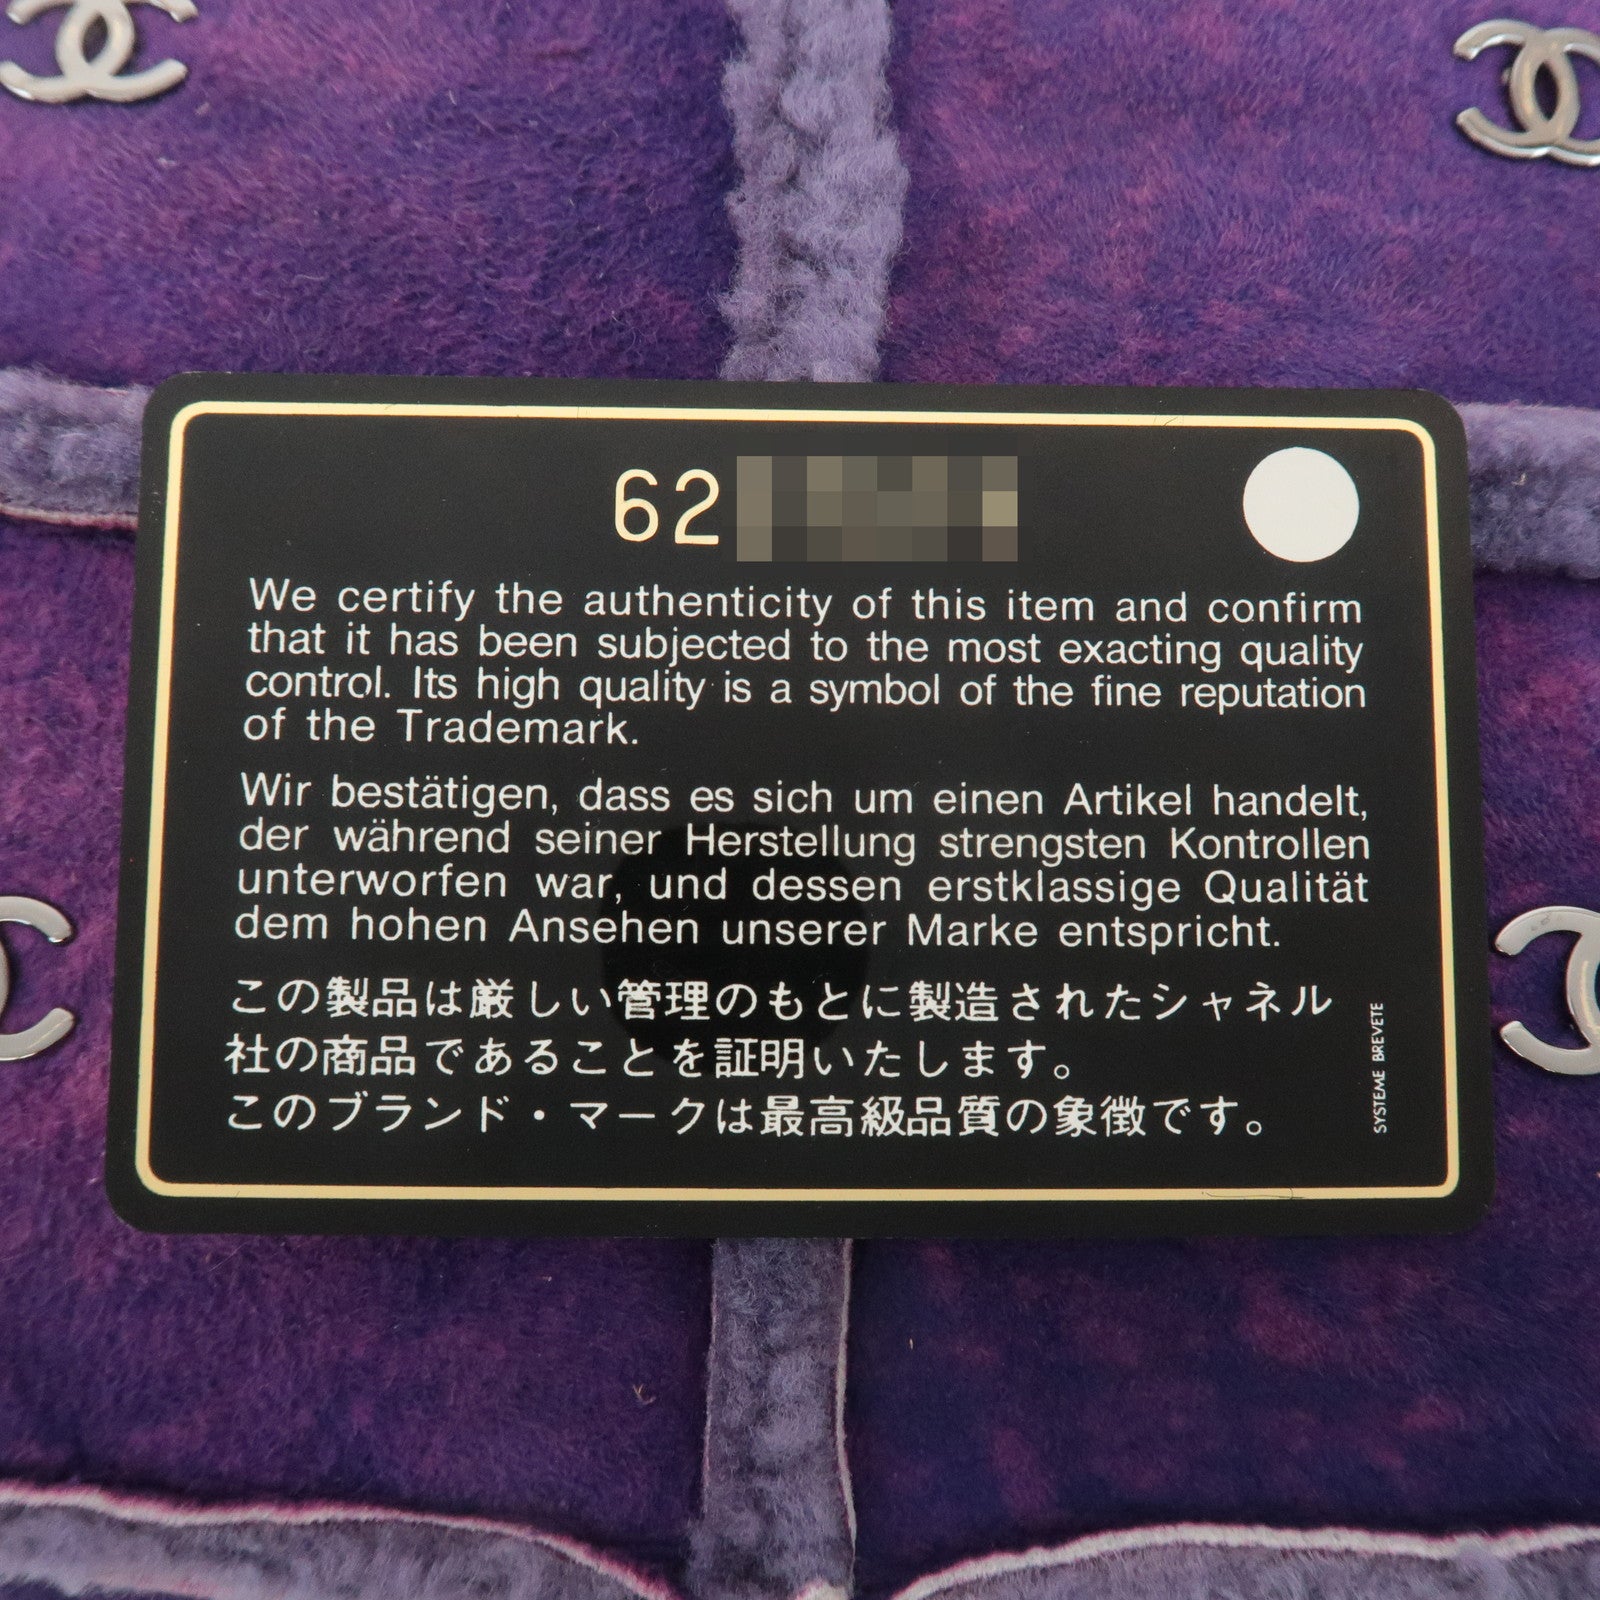 62
We certify the authenticity of this item and confirm
that it has been subjected to the most exacting quality
control. Its high quality is a symbol of the fine reputation
of the Trademark.
Wir bestätigen, dass es sich um einen Artikel handelt,
der während seiner Herstellung strengsten Kontrollen
unterworfen war, und dessen erstklassige Qualität
dem hohen Ansehen unserer Marke entspricht.
この製品は厳しい管理のもとに製造されたシャネル
社の商品であることを証明いたします。
このブランド・マークは最高級品質の象徴です。
SYSTEME BREVETE